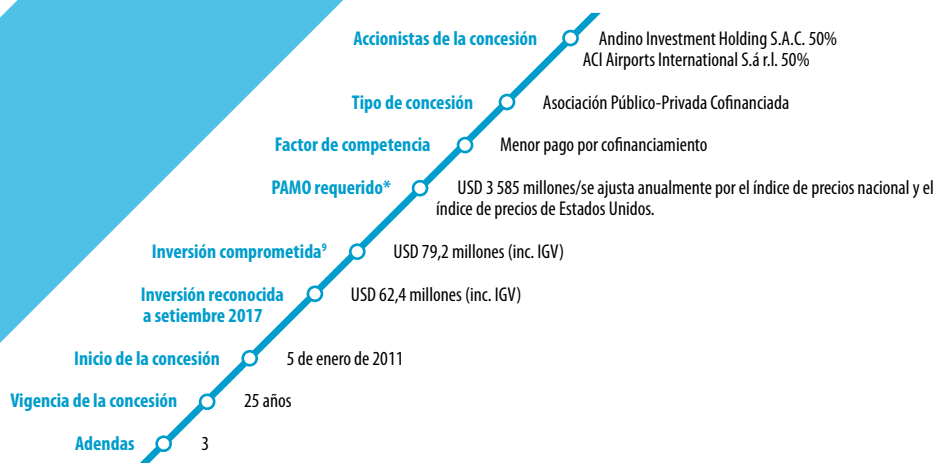 Accionistas de la concesión Andino Investment Holding S.A.C. 50%
ACI Airports International S.á r.l. 50%
Tipo de concesión Asociación Público-Privada Cofinanciada
Factor de competencia Menor pago por cofinanciamiento
PAMO requerido* USD 3 585 millones/se ajusta anualmente por el índice de precios nacional y el
índice de precios de Estados Unidos.
Inversión comprometida⁹ USD 79,2 millones (inc. IGV)
Inversión reconocida USD 62,4 millones (inc. IGV)
a setiembre 2017
Inicio de la concesión 5 de enero de 2011
Vigencia de la concesión 25 años
Adendas 3